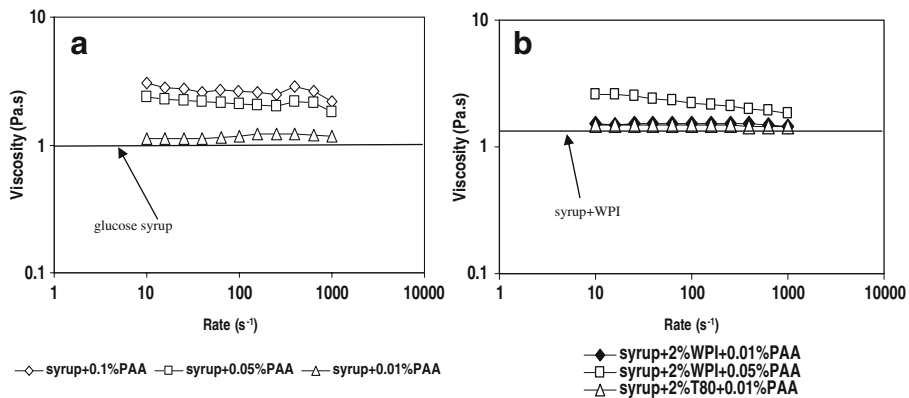 a
10
1
0.1
Viscosity (Pa.s)
glucose syrup
1 10 100 1000 10000
Rate (s-1)
syrup+0.1%PAA syrup+0.05%PAA syrup+0.01%PAA
b
10
1
0.1
Viscosity (Pa.s)
syrup+WPI
1 10 100 1000 10000
Rate (s-1)
syrup+2%WPI+0.01%PAA
syrup+2%WPI+0.05%PAA
syrup+2%T80+0.01%PAA